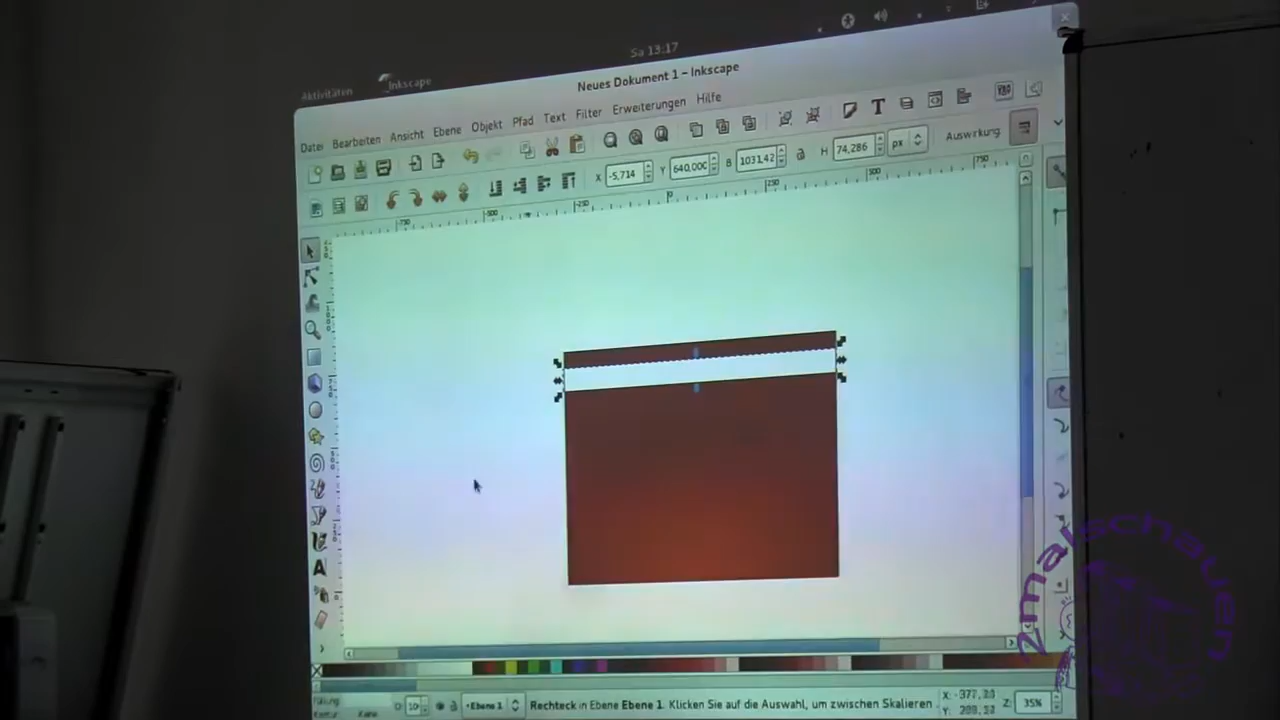 Sa 13:17
Aktivitäten Inkscape
Neues Dokument 1 - Inkscape
Datei Bearbeiten Ansicht Ebene Objekt Pfad Text Filter Erweiterungen Hilfe
X -5,714 Y 640,00 B 1031,42 H 74,286 px Auswirkung
Ebene 1 Rechteck in Ebene Ebene 1. Klicken Sie auf die Auswahl, um zwischen Skalieren
X:
Y:
Z: 35%
2malschauen